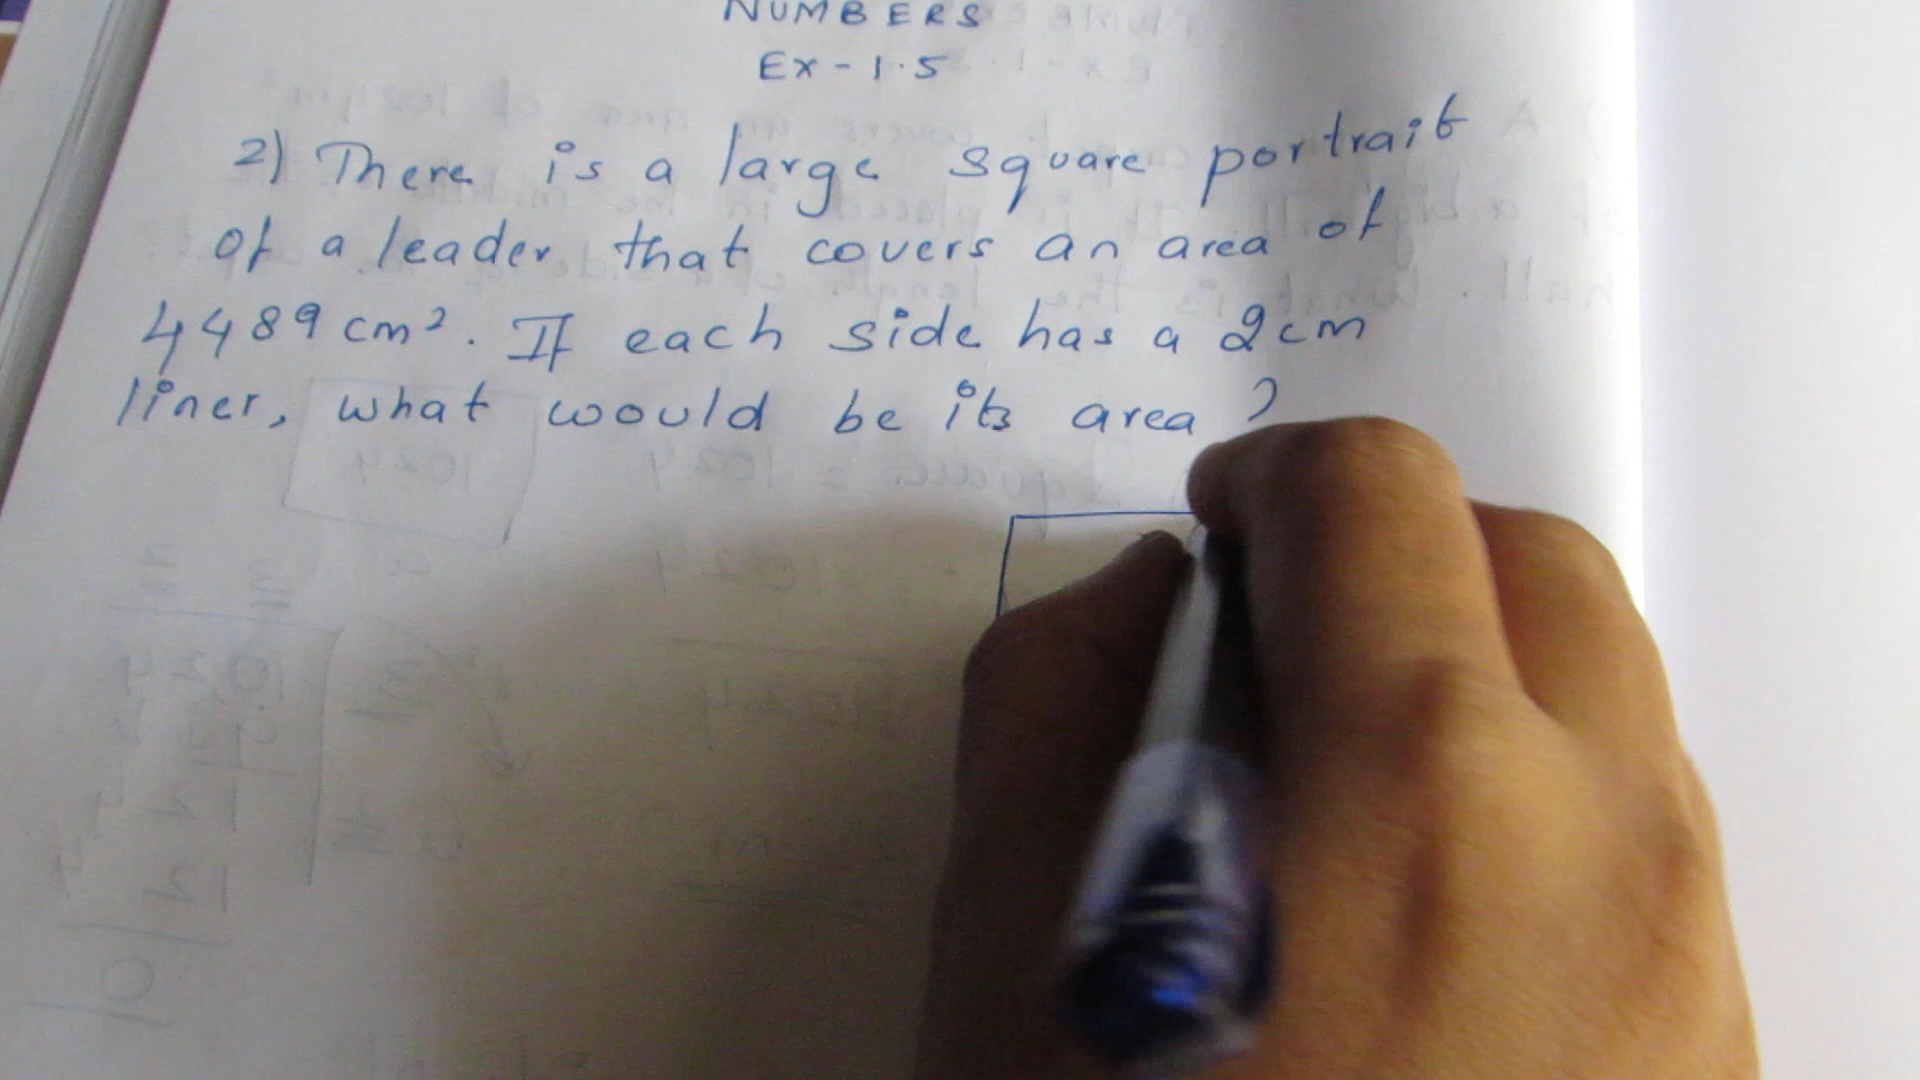 NUMBERS
Ex - 1.5
2) There is a large square portrait
of a leader that covers an area of
4489 cm². If each side has a 2cm
liner, what would be its area?